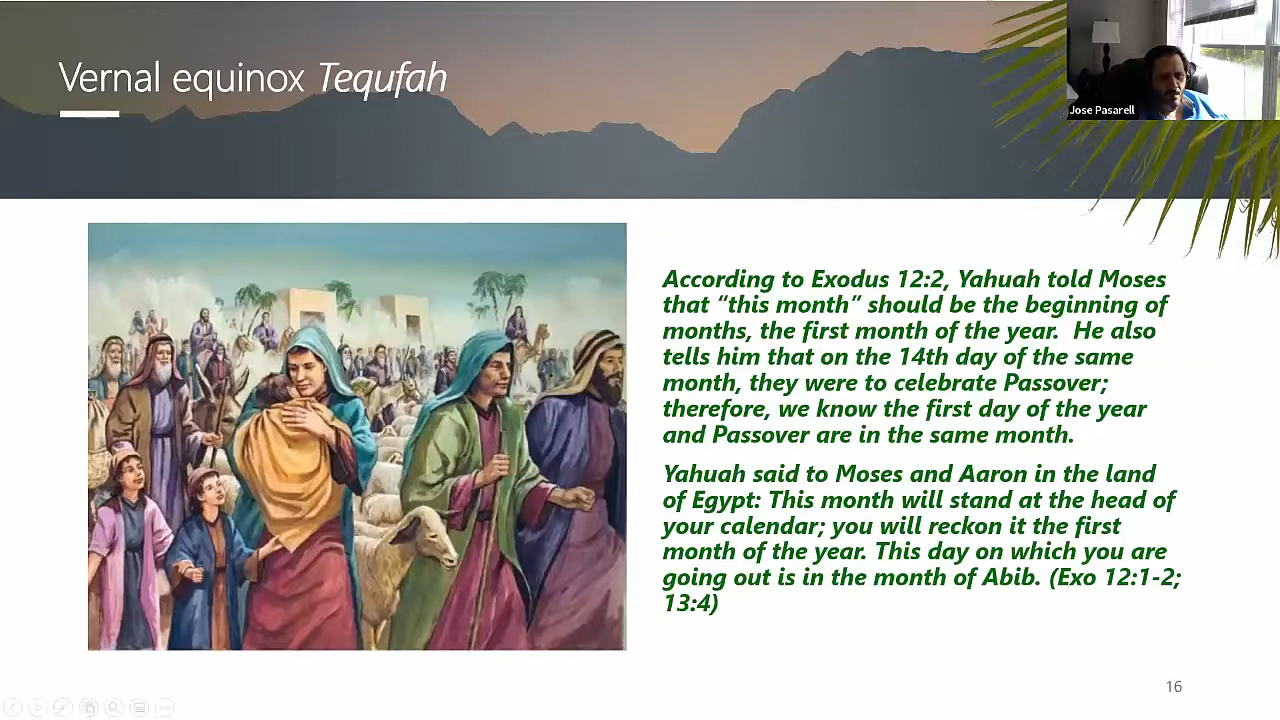 Vernal equinox Tequfah
Jose Pasarell
According to Exodus 12:2, Yahuah told Moses
that “this month” should be the beginning of
months, the first month of the year.  He also
tells him that on the 14th day of the same
month, they were to celebrate Passover;
therefore, we know the first day of the year
and Passover are in the same month.
Yahuah said to Moses and Aaron in the land
of Egypt: This month will stand at the head of
your calendar; you will reckon it the first
month of the year. This day on which you are
going out is in the month of Abib. (Exo 12:1-2;
13:4)
16